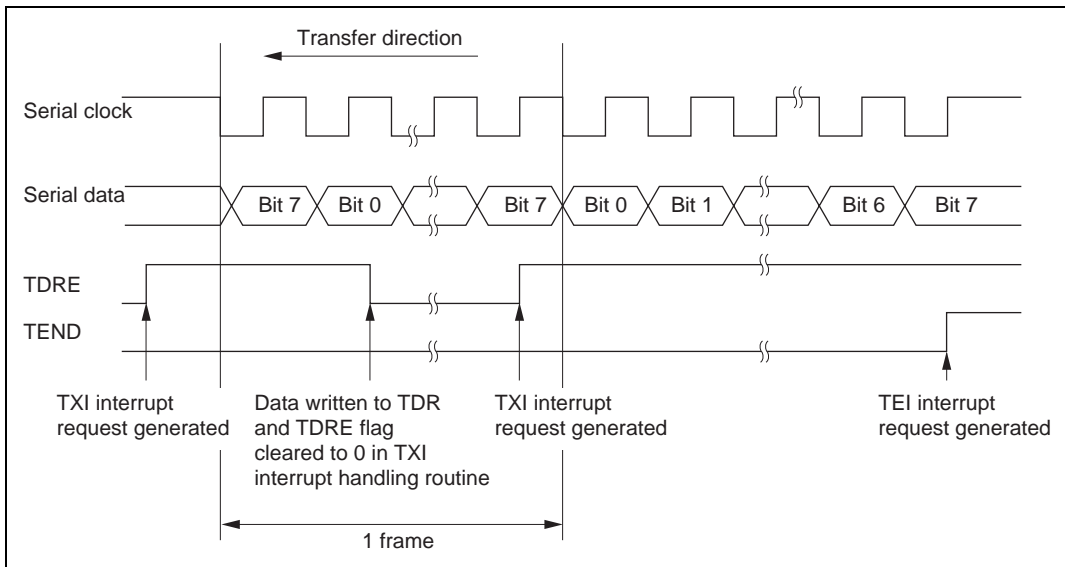 Transfer direction
Serial clock
Serial data
Bit 7 Bit 0 Bit 7 Bit 0 Bit 1 Bit 6 Bit 7
TDRE
TEND
TXI interrupt
request generated
Data written to TDR
and TDRE flag
cleared to 0 in TXI
interrupt handling routine
TXI interrupt
request generated
TEI interrupt
request generated
1 frame